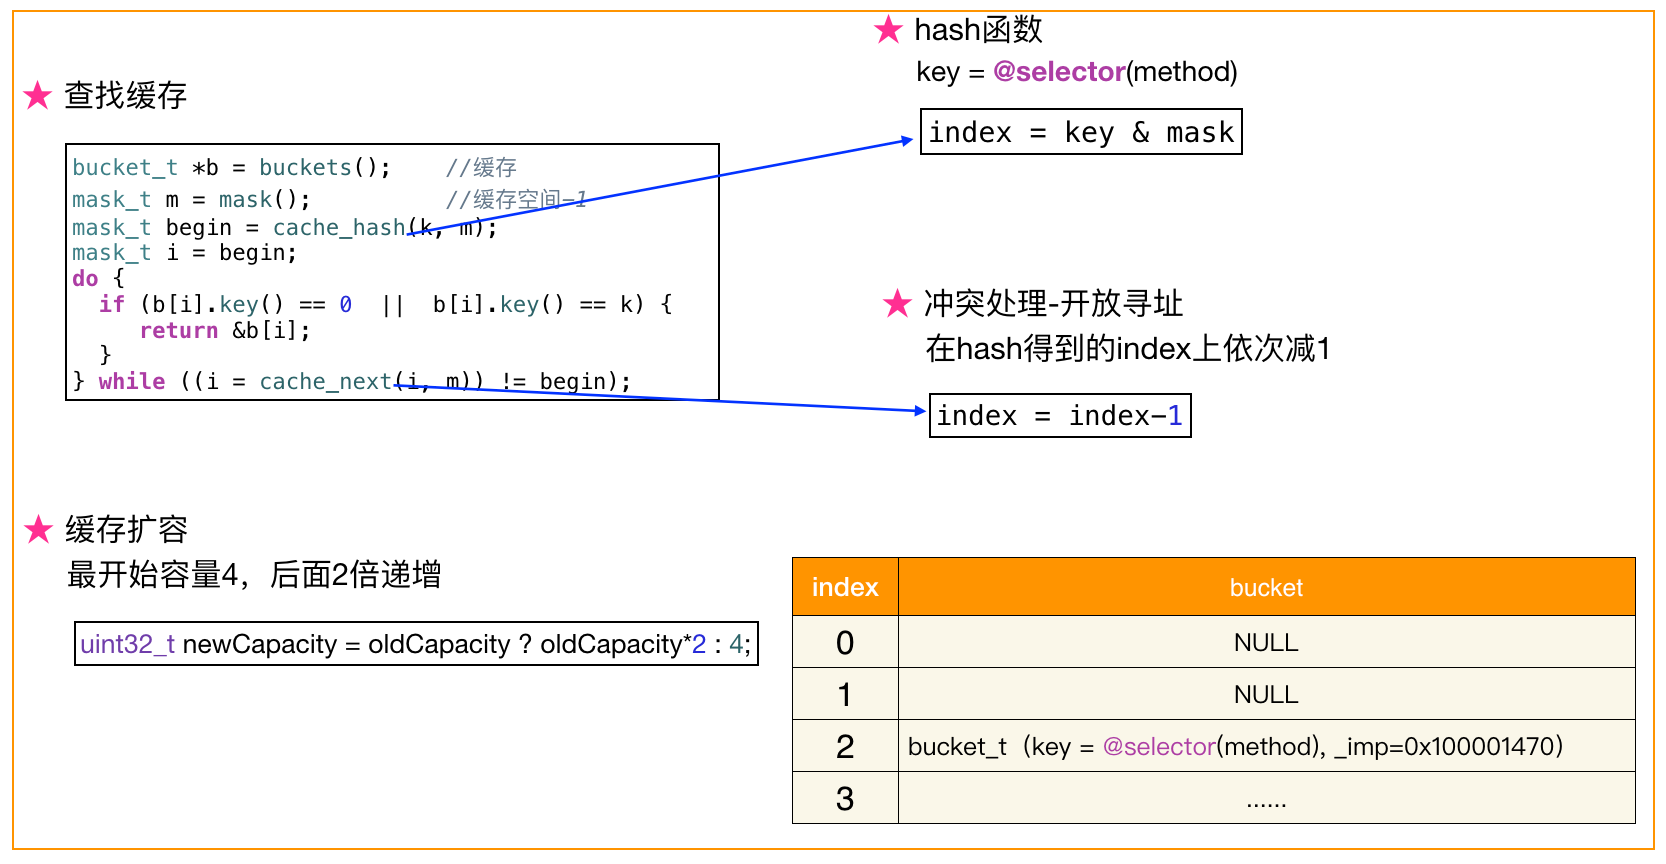 ★ 查找缓存
bucket_t *b = buckets();    //缓存
mask_t m = mask();          //缓存空间-1
mask_t begin = cache_hash(k, m);
mask_t i = begin;
do {
  if (b[i].key() == 0  ||  b[i].key() == k) {
     return &b[i];
  }
} while ((i = cache_next(i, m)) != begin);
★ hash函数
key = @selector(method)
index = key & mask
★ 冲突处理-开放寻址
在hash得到的index上依次减1
index = index-1
★ 缓存扩容
最开始容量4，后面2倍递增
uint32_t newCapacity = oldCapacity ? oldCapacity*2 : 4;
index bucket
0 NULL
1 NULL
2 bucket_t（key = @selector(method), _imp=0x100001470）
3 ......